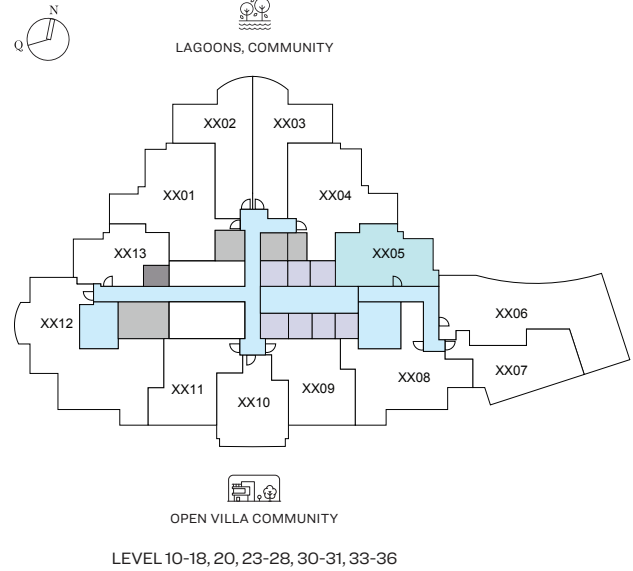 N
Q
LAGOONS, COMMUNITY
XX02 XX03
XX01 XX04
XX13 XX05
XX12 XX06
XX11 XX10 XX09 XX08 XX07
OPEN VILLA COMMUNITY
LEVEL 10-18, 20, 23-28, 30-31, 33-36